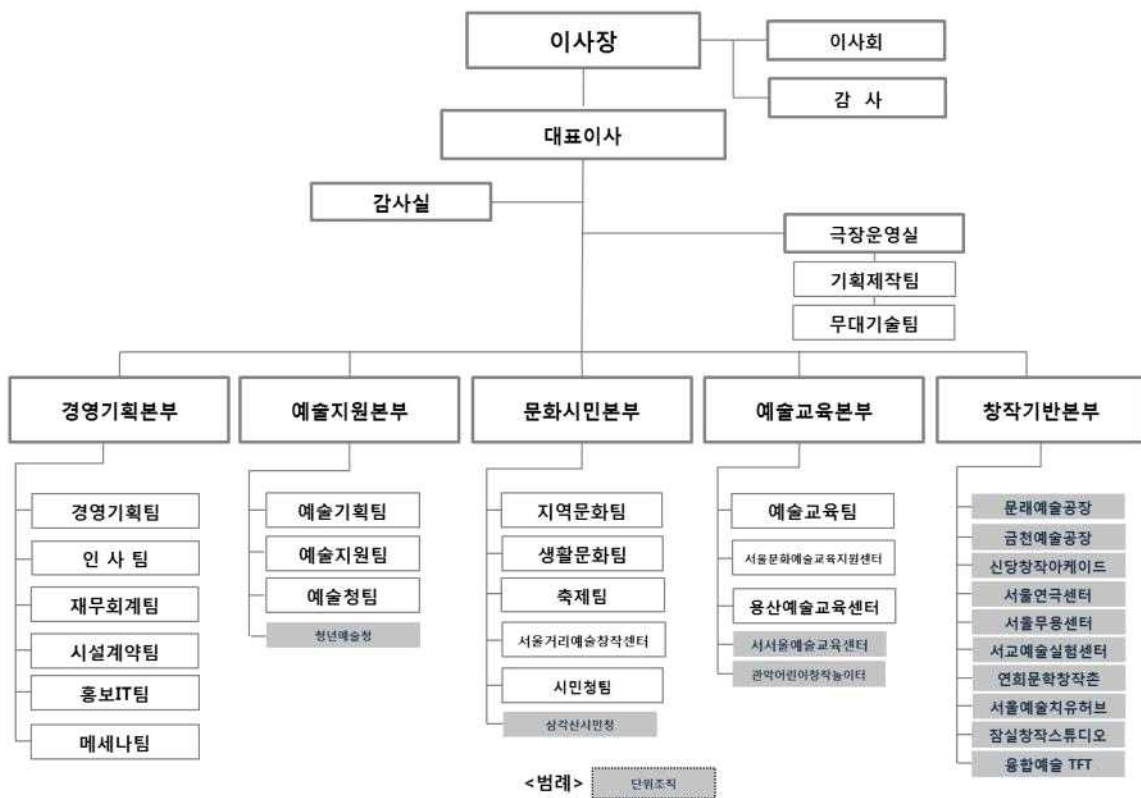 이사장
이사회
감 사
대표이사
감사실
극장운영실
기획제작팀
무대기술팀
경영기획본부
예술지원본부
문화시민본부
예술교육본부
창작기반본부
경영기획팀
인 사 팀
재무회계팀
시설계약팀
홍보IT팀
메세나팀
예술기획팀
예술지원팀
예술청팀
청년예술청
지역문화팀
생활문화팀
축제팀
서울거리예술창작센터
시민청팀
삼각산시민청
예술교육팀
서울문화예술교육지원센터
용산예술교육센터
서서울예술교육센터
관악어린이창작놀이터
문래예술공장
금천예술공장
신당창작아케이드
서울연극센터
서울무용센터
서교예술실험센터
연희문학창작촌
서울예술치유허브
잠실창작스튜디오
융합예술 TFT
<범례>
단위조직